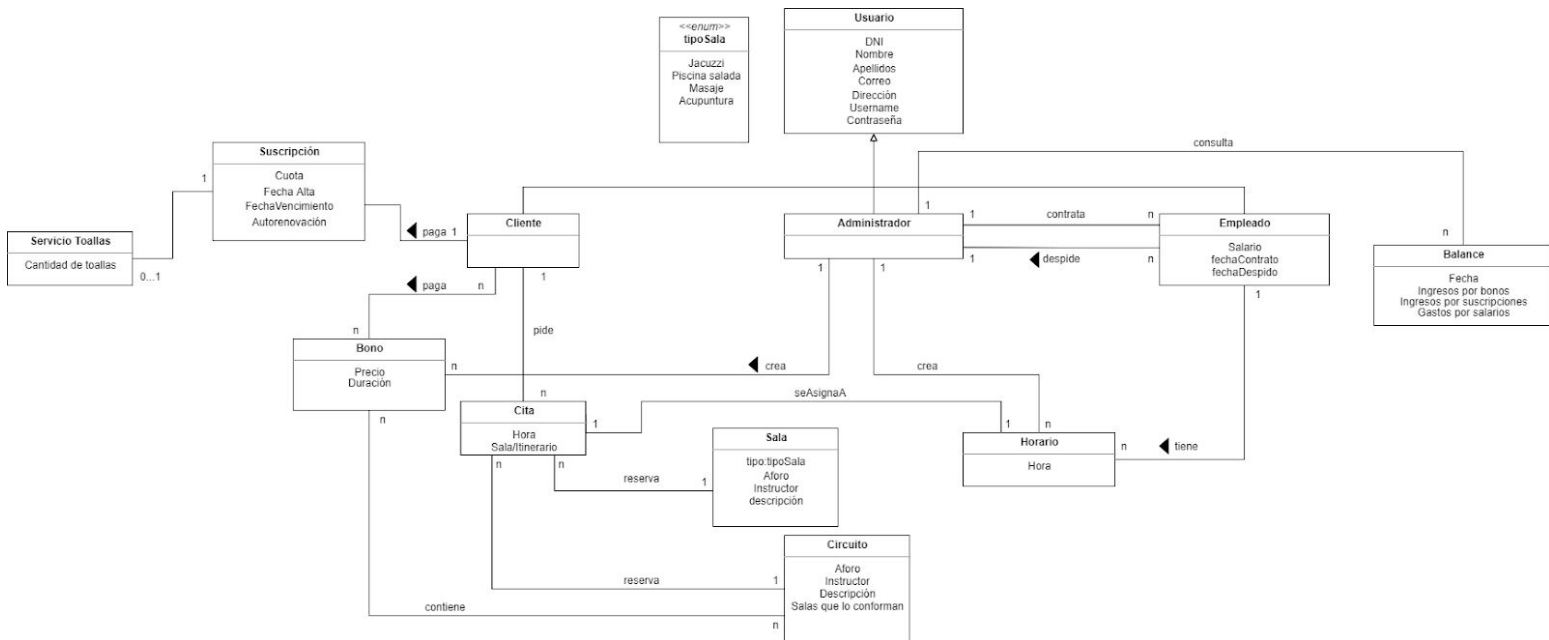 <<enum>>
tipoSala
Jacuzzi
Piscina salada
Masaje
Acupuntura
Usuario
DNI
Nombre
Apellidos
Correo
Dirección
Username
Contraseña
consulta
Suscripción
Cuota
Fecha Alta
FechaVencimiento
Autorenovación
1
Servicio Toallas
Cantidad de toallas
0...1
paga
1
Cliente
paga
n
1
n
pide
n
Administrador
1
1
contrata
n
1
despide
n
1
1
Empleado
Salario
fechaContrato
fechaDespido
1
n
Balance
Fecha
Ingresos por bonos
Ingresos por suscripciones
Gastos por salarios
Bono
Precio
Duración
n
crea
n
crea
n
seAsignaA
1
1
Cita
Hora
Sala/Itinerario
n
n
Horario
Hora
n
tiene
reserva
1
Sala
tipo:tipoSala
Aforo
Instructor
descripción
reserva
1
contiene
n
Circuito
Aforo
Instructor
Descripción
Salas que lo conforman